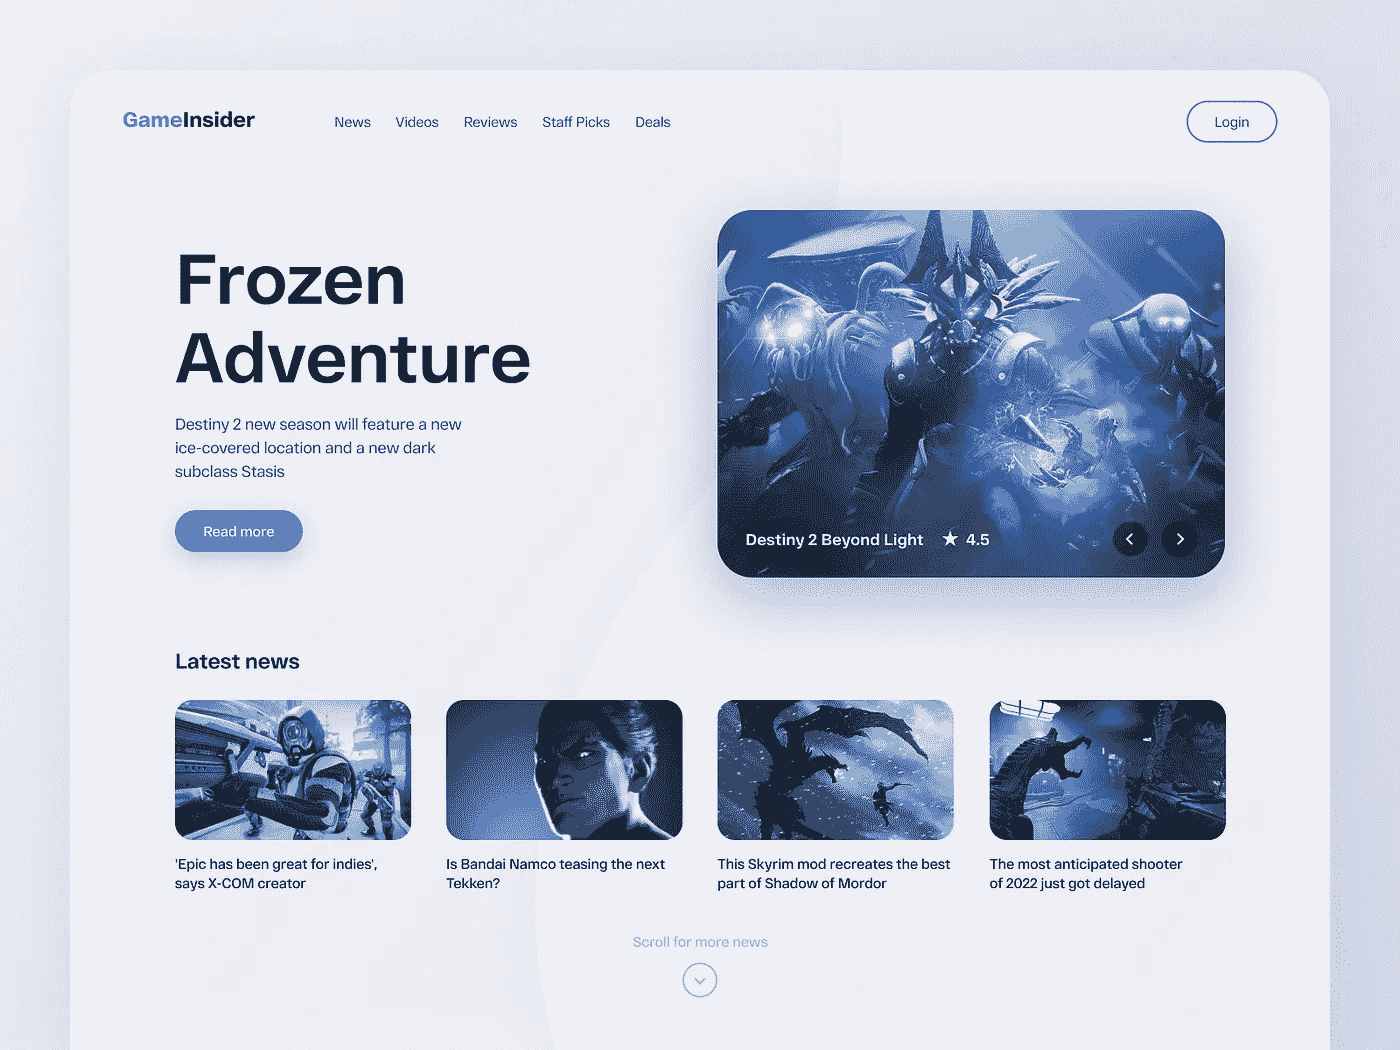 GameInsider
News Videos Reviews Staff Picks Deals
Login
Frozen
Adventure
Destiny 2 new season will feature a new
ice-covered location and a new dark
subclass Stasis
Read more
Destiny 2 Beyond Light ★ 4.5
Latest news
'Epic has been great for indies',
says X-COM creator
Is Bandai Namco teasing the next
Tekken?
This Skyrim mod recreates the best
part of Shadow of Mordor
The most anticipated shooter
of 2022 just got delayed
Scroll for more news